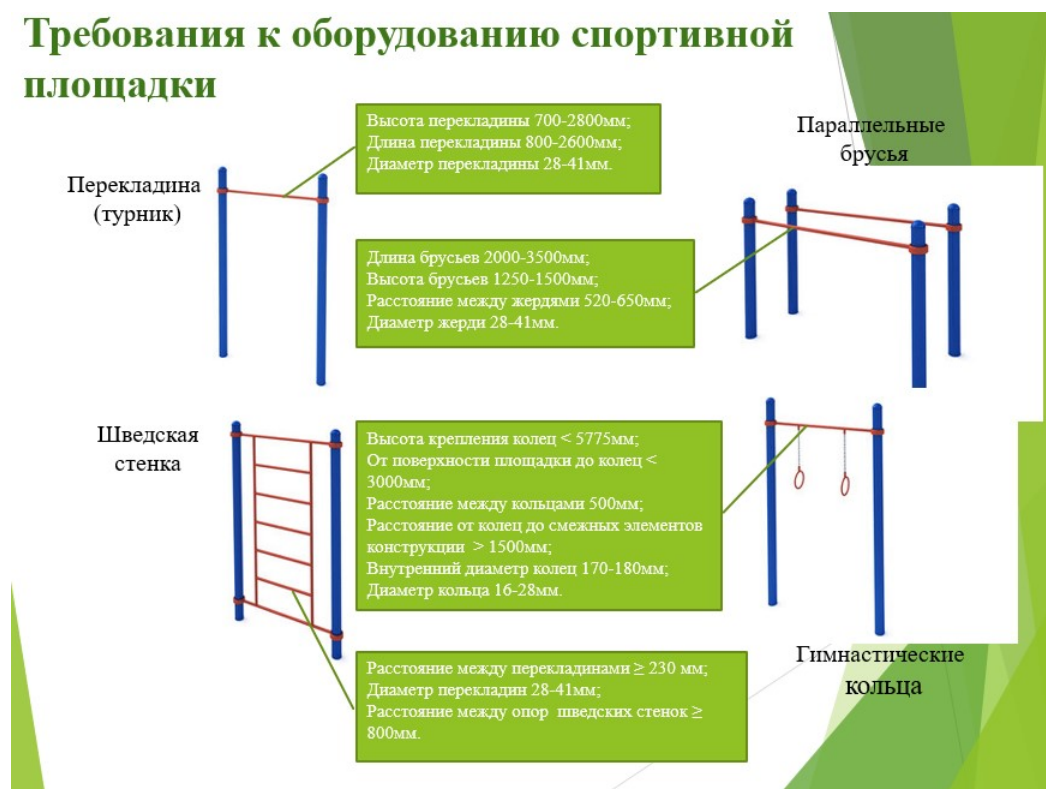 Требования к оборудованию спортивной
площадки
Высота перекладины 700-2800мм;
Длина перекладины 800-2600мм;
Диаметр перекладины 28-41мм.
Перекладина
(турник)
Параллельные
брусья
Длина брусьев 2000-3500мм;
Высота брусьев 1250-1500мм;
Расстояние между жердями 520-650мм;
Диаметр жерди 28-41мм.
Шведская
стенка
Высота крепления колец < 5775мм;
От поверхности площадки до колец <
3000мм;
Расстояние между кольцами 500мм;
Расстояние от колец до смежных элементов
конструкции > 1500мм;
Внутренний диаметр колец 170-180мм;
Диаметр кольца 16-28мм.
Гимнастические
кольца
Расстояние между перекладинами ≥ 230 мм;
Диаметр перекладин 28-41мм;
Расстояние между опор шведских стенок ≥
800мм.